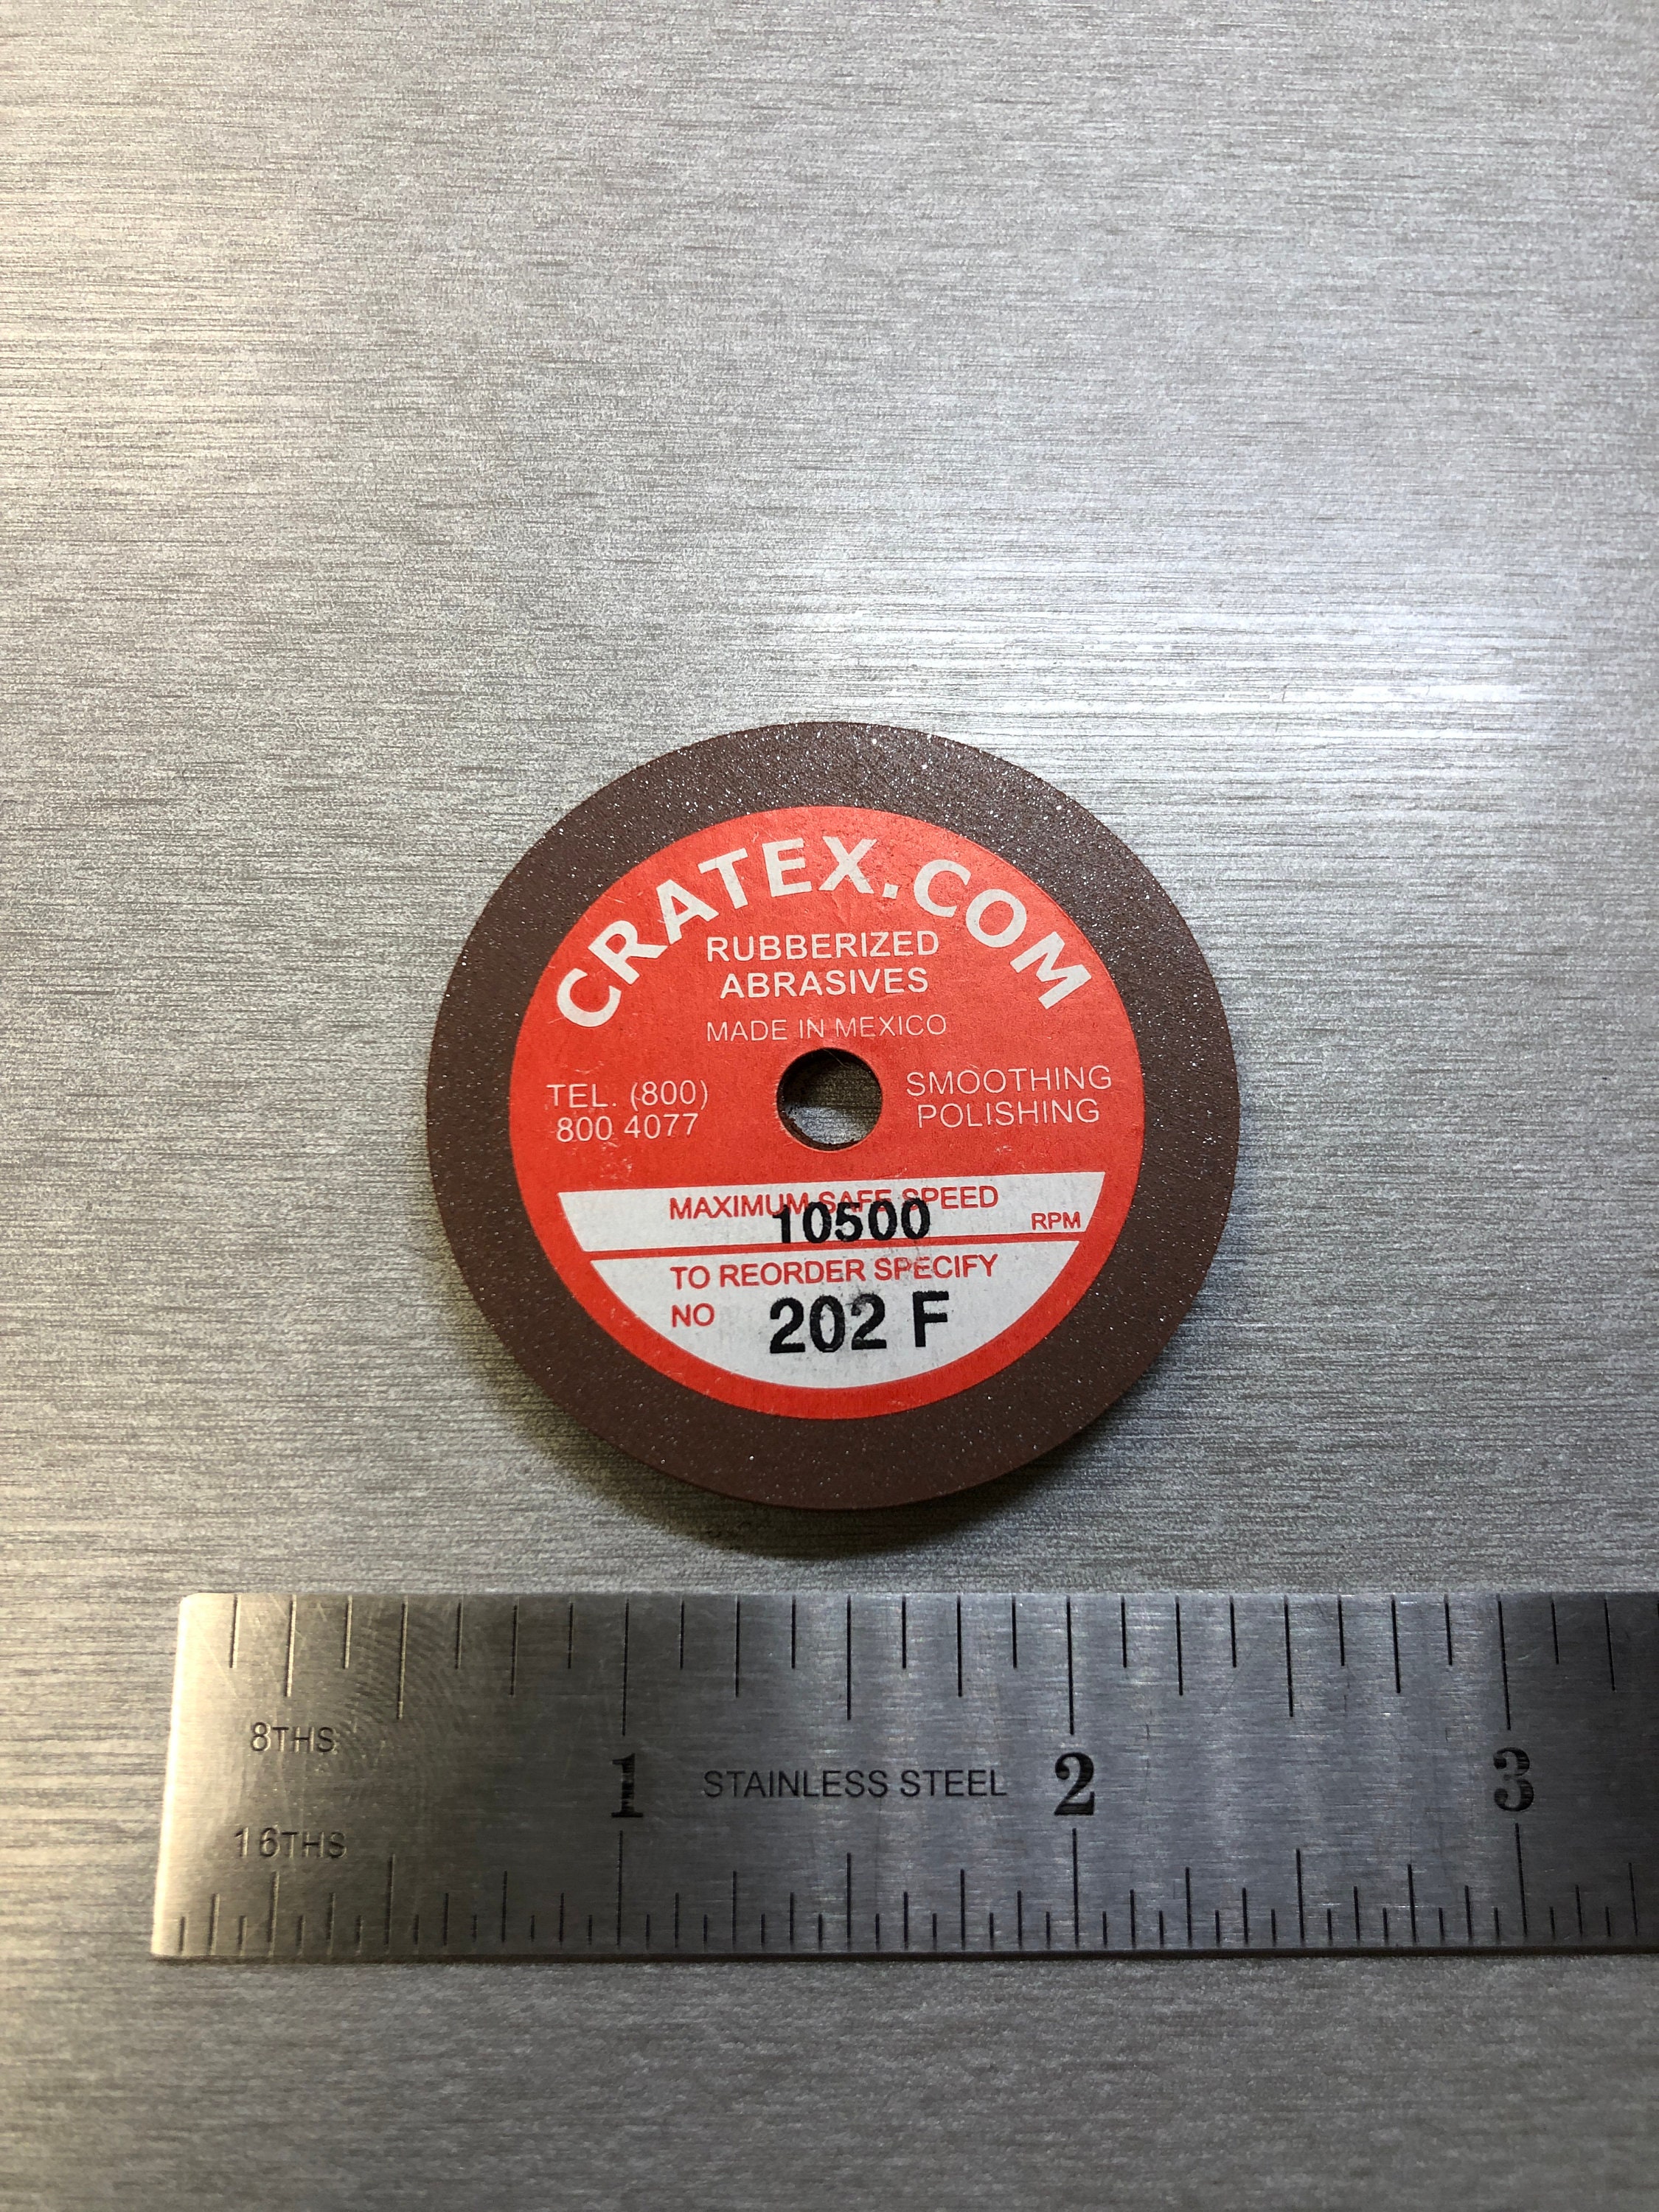 CRATEX.COM
RUBBERIZED
ABRASIVES
MADE IN MEXICO
TEL. (800)
800 4077
SMOOTHING
POLISHING
MAXIMUM SAFE SPEED
10500 RPM
TO REORDER SPECIFY
NO 202 F
8THS
1 STAINLESS STEEL 2 3
16THS